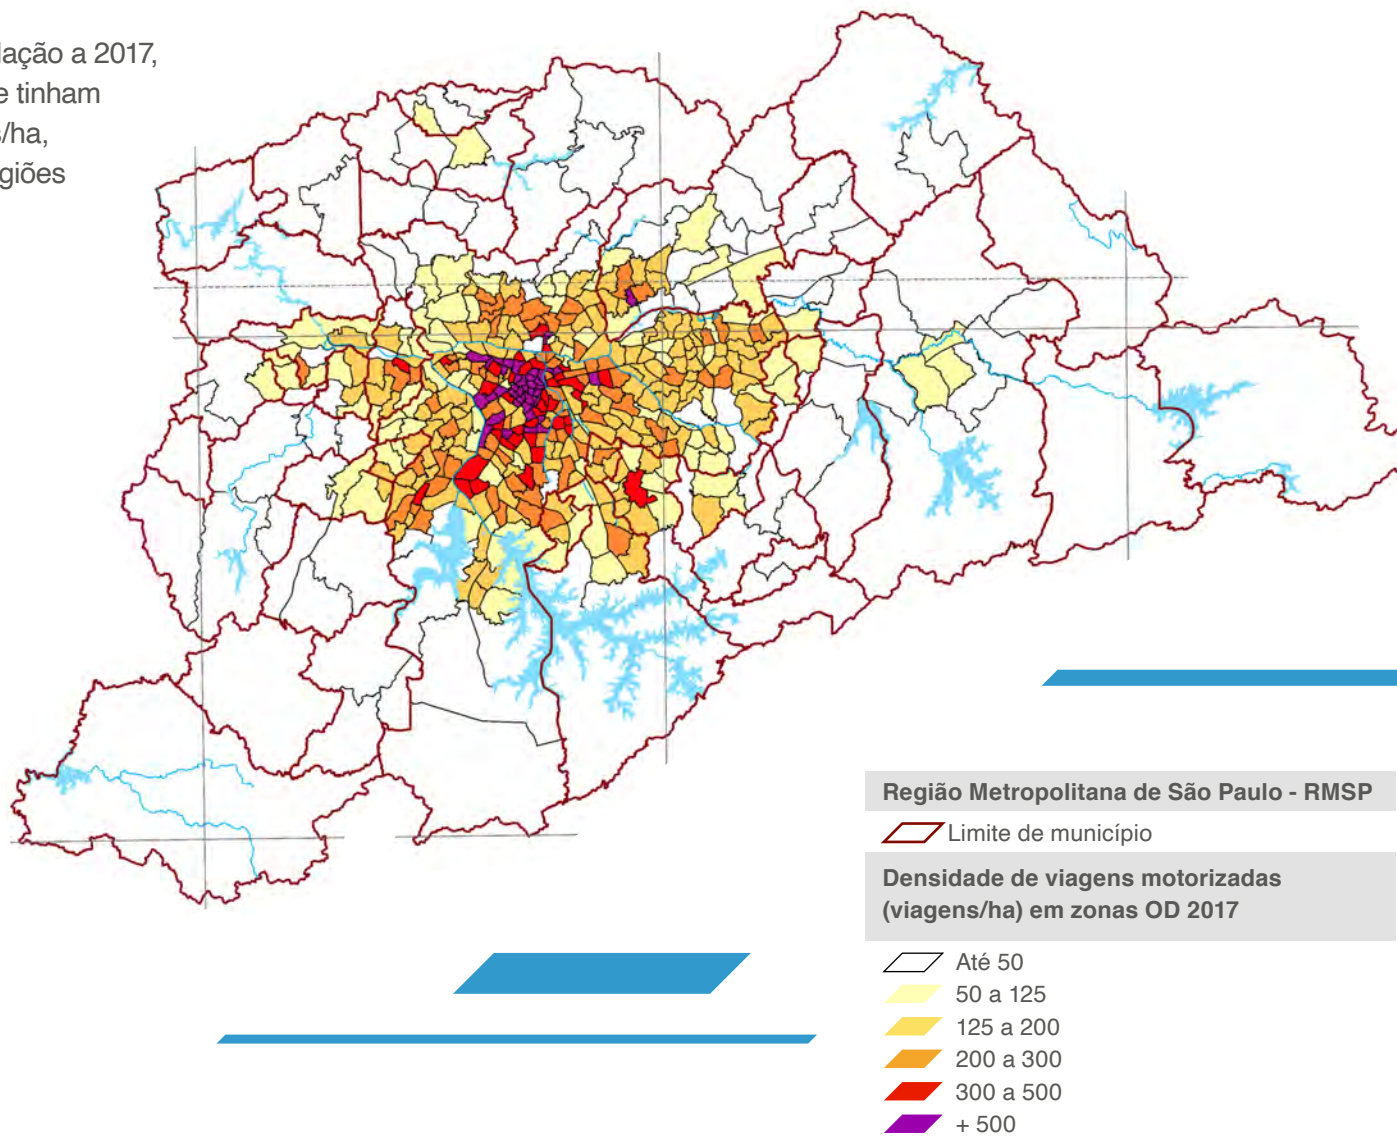 lação a 2017,
e tinham
s/ha,
giões
Região Metropolitana de São Paulo - RMSP
Limite de município
Densidade de viagens motorizadas
(viagens/ha) em zonas OD 2017
Até 50
50 a 125
125 a 200
200 a 300
300 a 500
+ 500